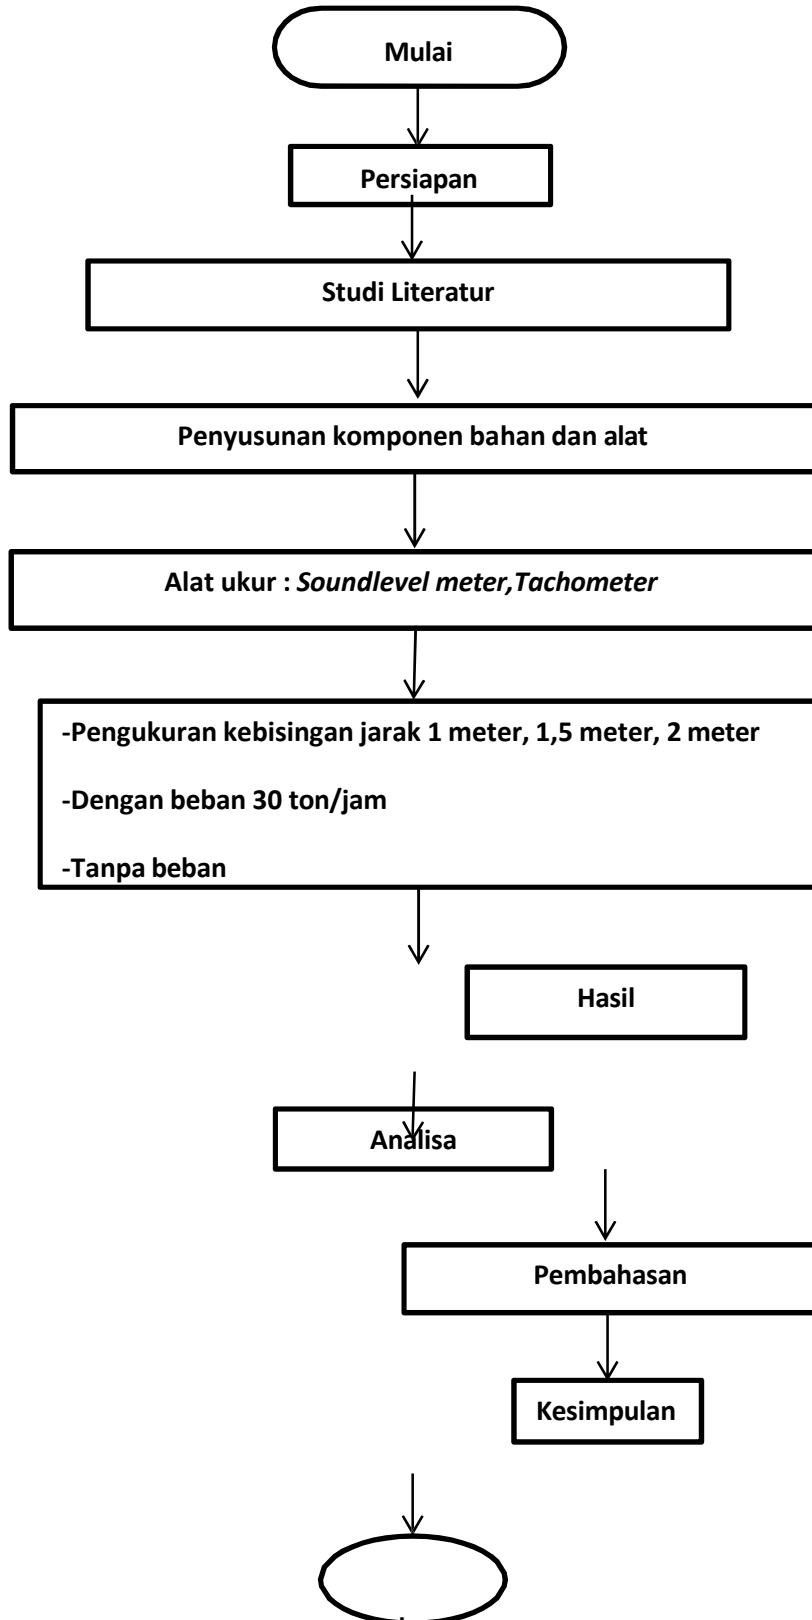 Mulai
Persiapan
Studi Literatur
Penyusunan komponen bahan dan alat
Alat ukur : Soundlevel meter,Tachometer
-Pengukuran kebisingan jarak 1 meter, 1,5 meter, 2 meter
-Dengan beban 30 ton/jam
-Tanpa beban
Hasil
Analisa
Pembahasan
Kesimpulan